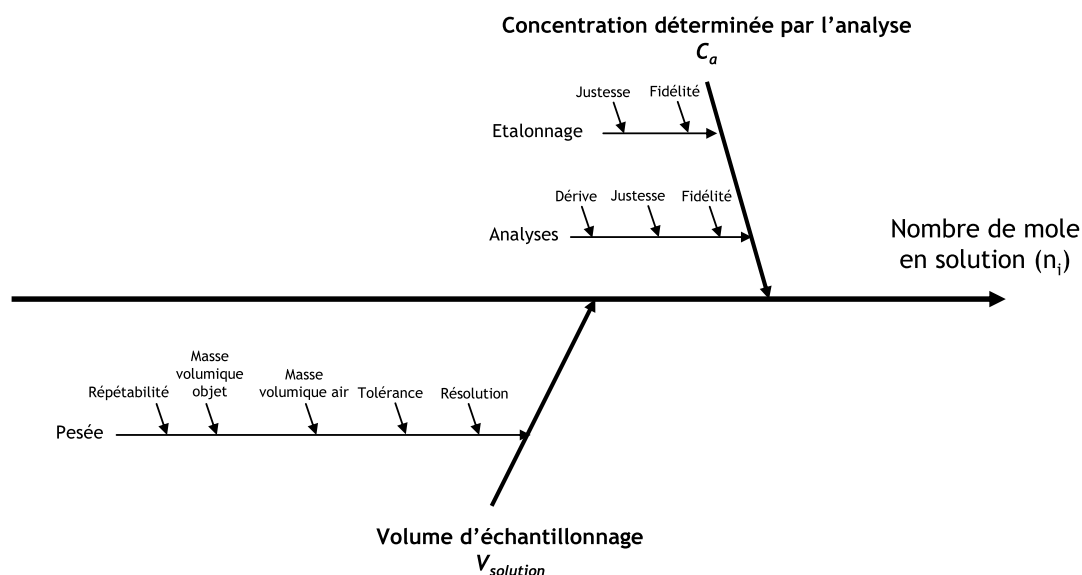 Concentration déterminée par l’analyse
Ca
Justesse
Fidélité
Etalonnage
Dérive
Justesse
Fidélité
Analyses
Nombre de mole
en solution (ni)
Masse
volumique
objet
Masse
volumique air
Répétabilité
Tolérance
Résolution
Pesée
Volume d’échantillonnage
Vsolution